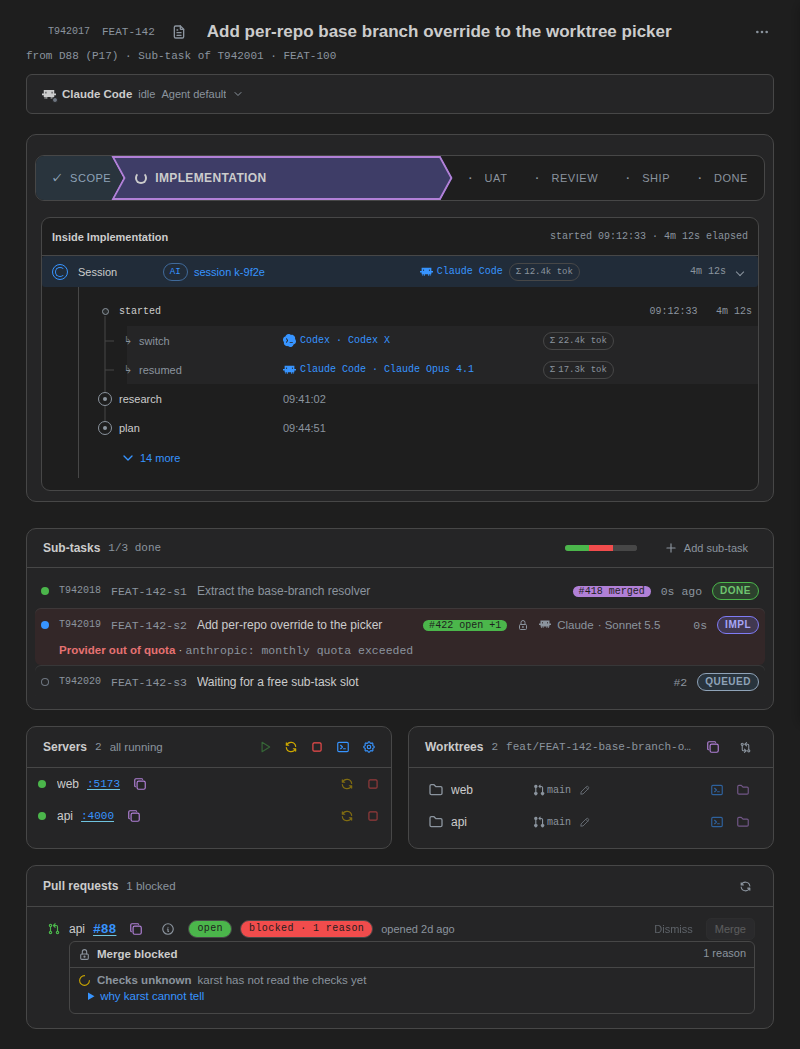 T942017 FEAT-142 Add per-repo base branch override to the worktree picker
from D88 (P17) · Sub-task of T942001 · FEAT-100
Claude Code idle Agent default
SCOPE IMPLEMENTATION · UAT · REVIEW · SHIP · DONE
Inside Implementation started 09:12:33 · 4m 12s elapsed
Session AI session k-9f2e Claude Code Σ 12.4k tok 4m 12s
started 09:12:33 4m 12s
↳ switch Codex · Codex X Σ 22.4k tok
↳ resumed Claude Code · Claude Opus 4.1 Σ 17.3k tok
research 09:41:02
plan 09:44:51
14 more
Sub-tasks 1/3 done Add sub-task
T942018 FEAT-142-s1 Extract the base-branch resolver #418 merged 0s ago DONE
T942019 FEAT-142-s2 Add per-repo override to the picker #422 open +1 Claude · Sonnet 5.5 0s IMPL
Provider out of quota · anthropic: monthly quota exceeded
T942020 FEAT-142-s3 Waiting for a free sub-task slot #2 QUEUED
Servers 2 all running
web :5173
api :4000
Worktrees 2 feat/FEAT-142-base-branch-o…
web main
api main
Pull requests 1 blocked
api #88 open blocked · 1 reason opened 2d ago Dismiss Merge
Merge blocked 1 reason
Checks unknown karst has not read the checks yet
why karst cannot tell